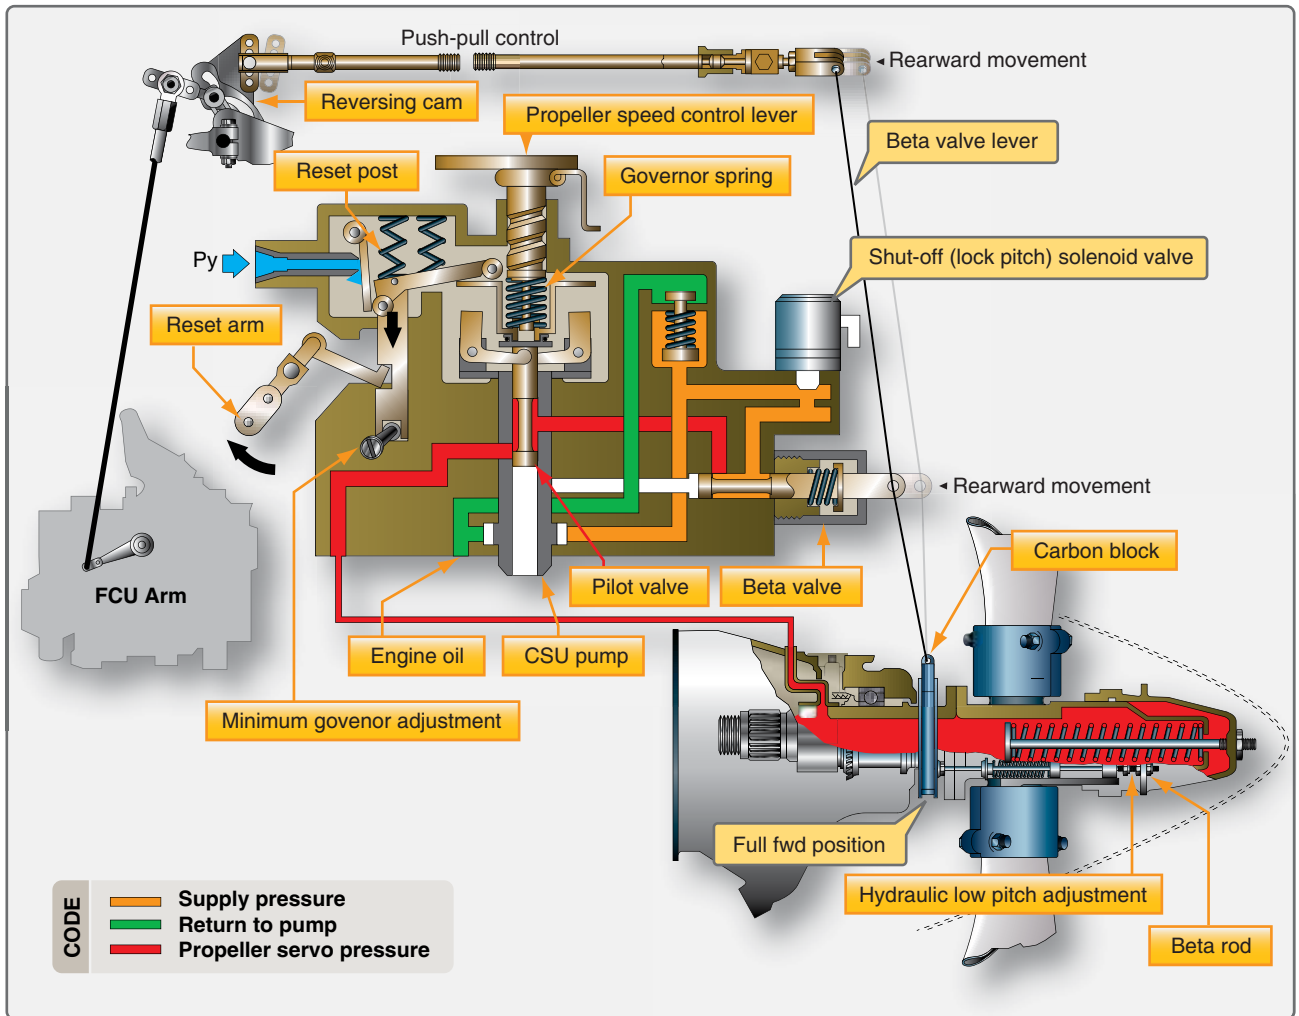 Push-pull control
Rearward movement
Reversing cam
Propeller speed control lever
Beta valve lever
Reset post
Governor spring
Py
Shut-off (lock pitch) solenoid valve
Reset arm
Rearward movement
Carbon block
Pilot valve
Beta valve
FCU Arm
Engine oil
CSU pump
Minimum govenor adjustment
Full fwd position
Hydraulic low pitch adjustment
Beta rod
CODE
Supply pressure
Return to pump
Propeller servo pressure